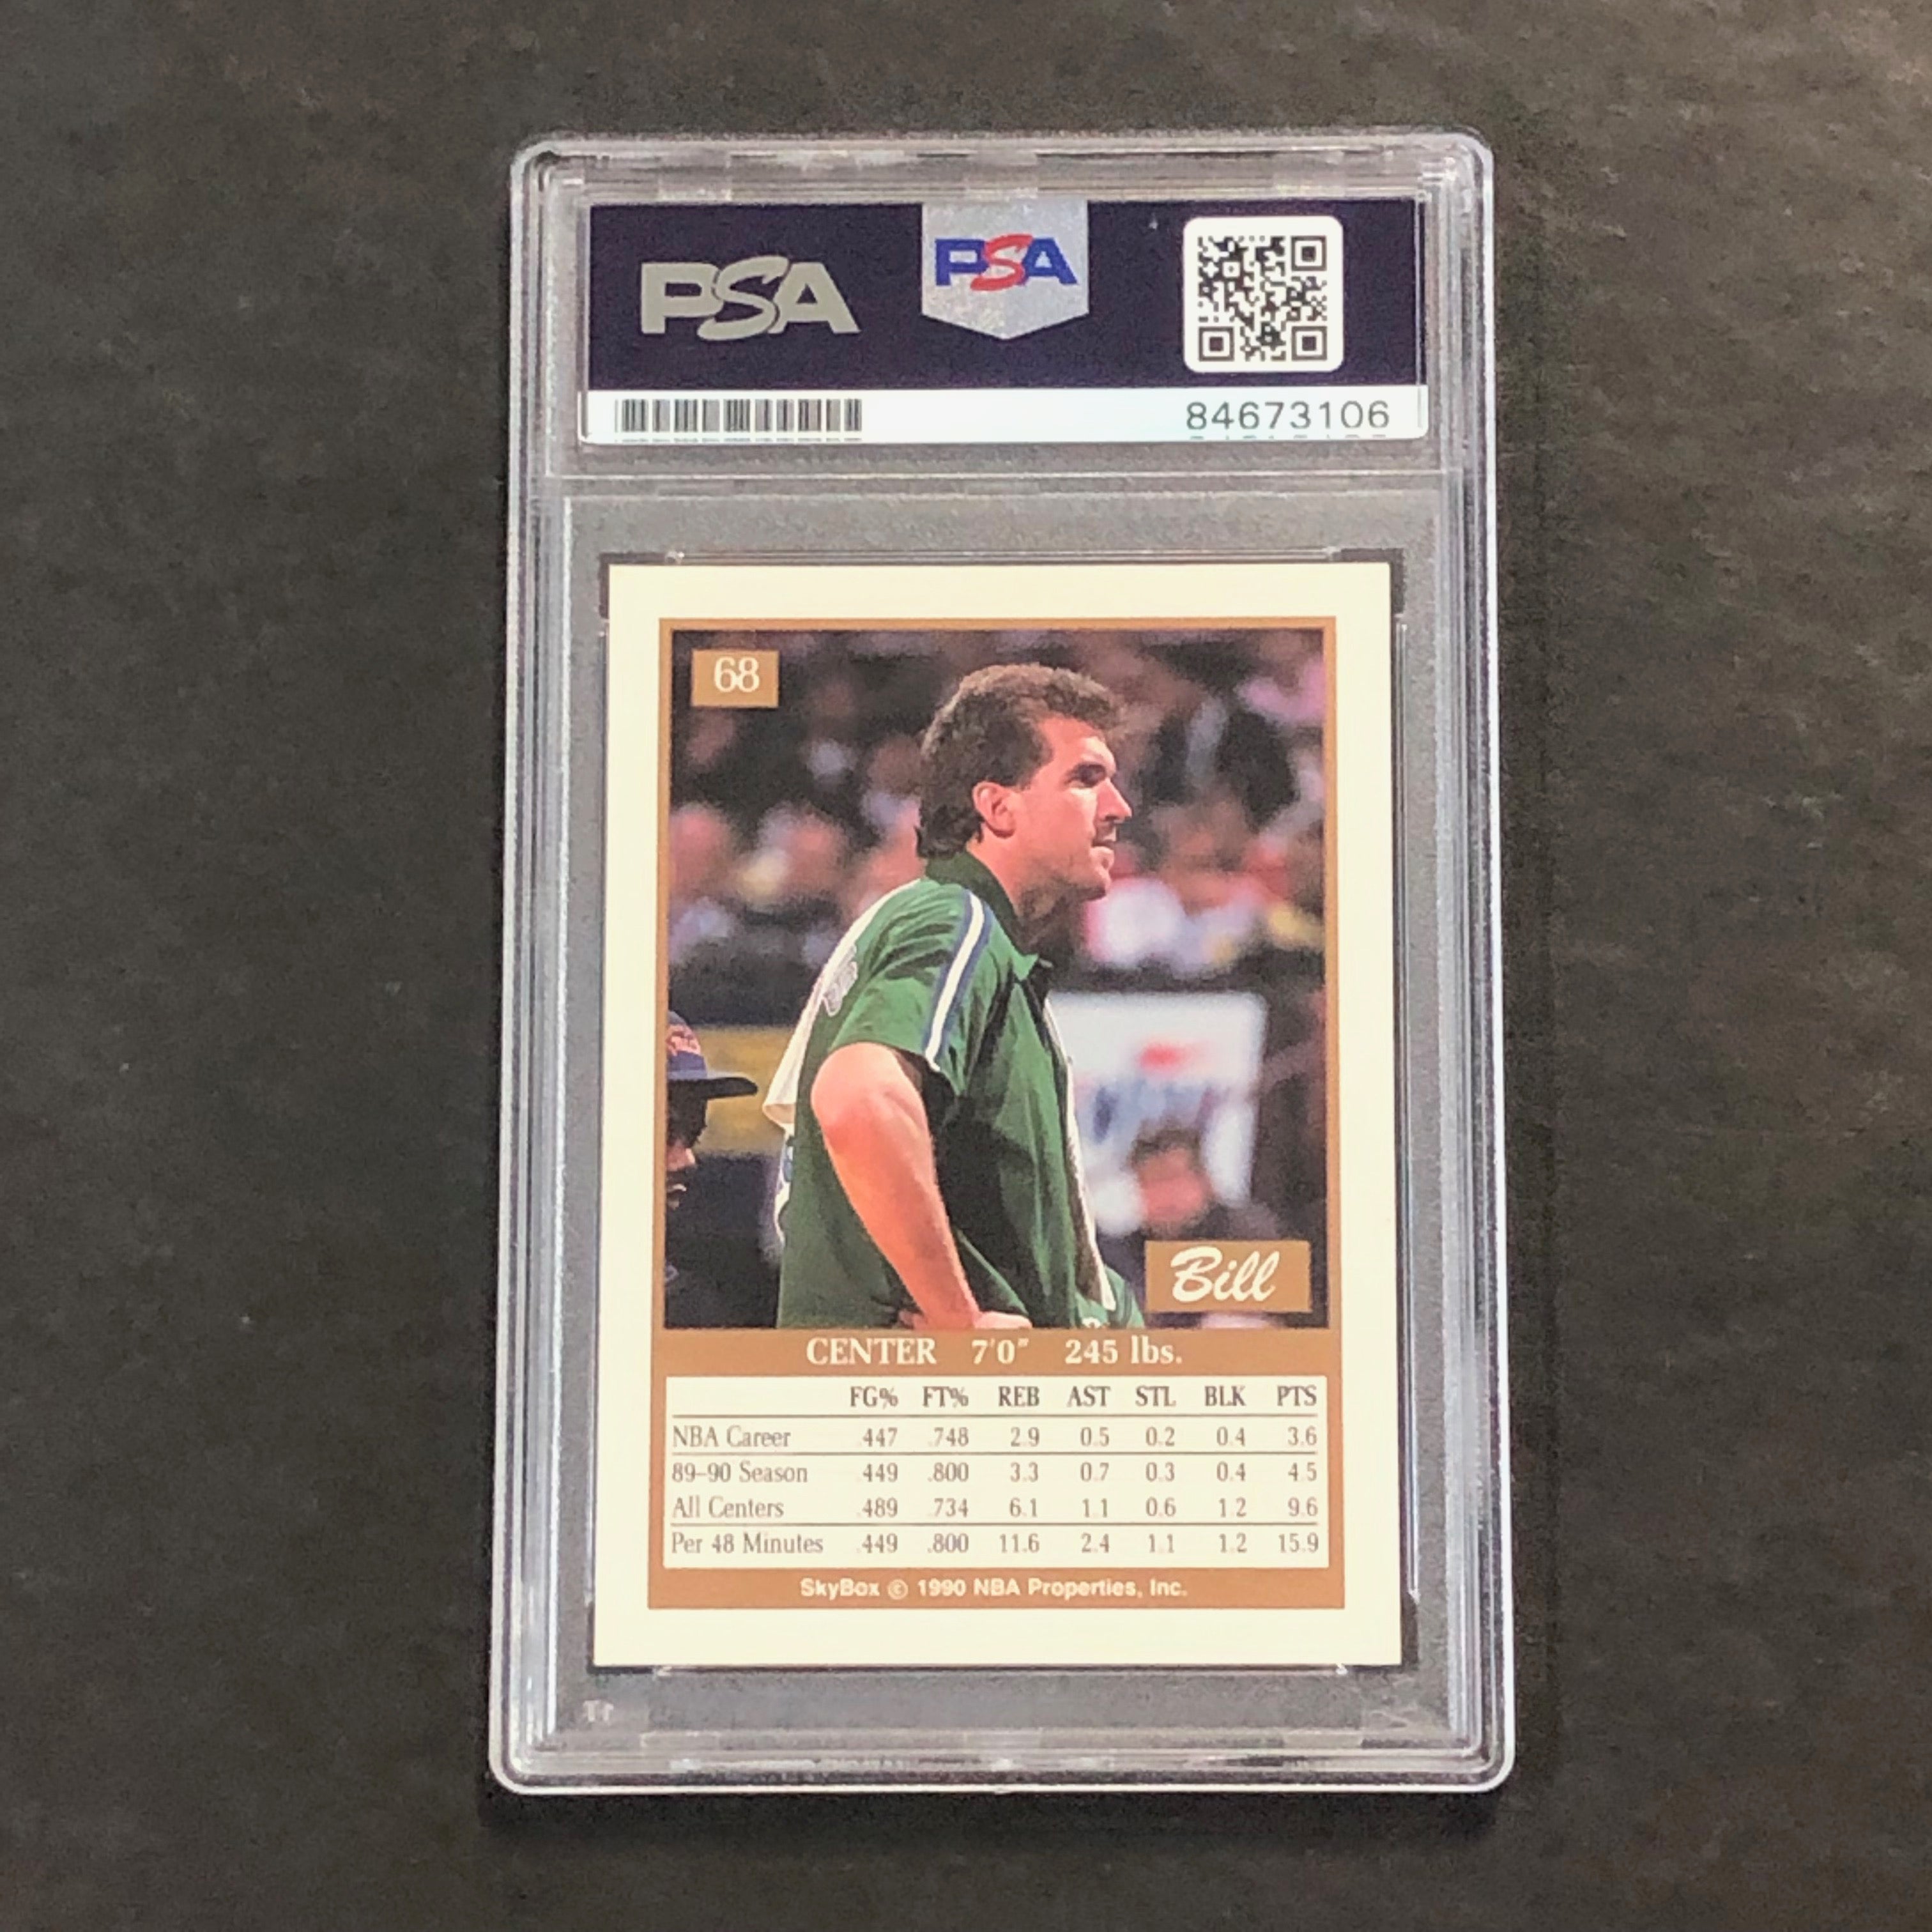 PSA PSA
84673106
68
Bill
CENTER 7'0" 245 lbs.
FG% FT% REB AST STL BLK PTS
NBA Career .447 .748 2.9 0.5 0.2 0.4 3.6
89–90 Season .449 .800 3.3 0.7 0.3 0.4 4.5
All Centers .489 .734 6.1 1.1 0.6 1.2 9.6
Per 48 Minutes .449 .800 11.6 2.4 1.1 1.2 15.9
SkyBox © 1990 NBA Properties, Inc.